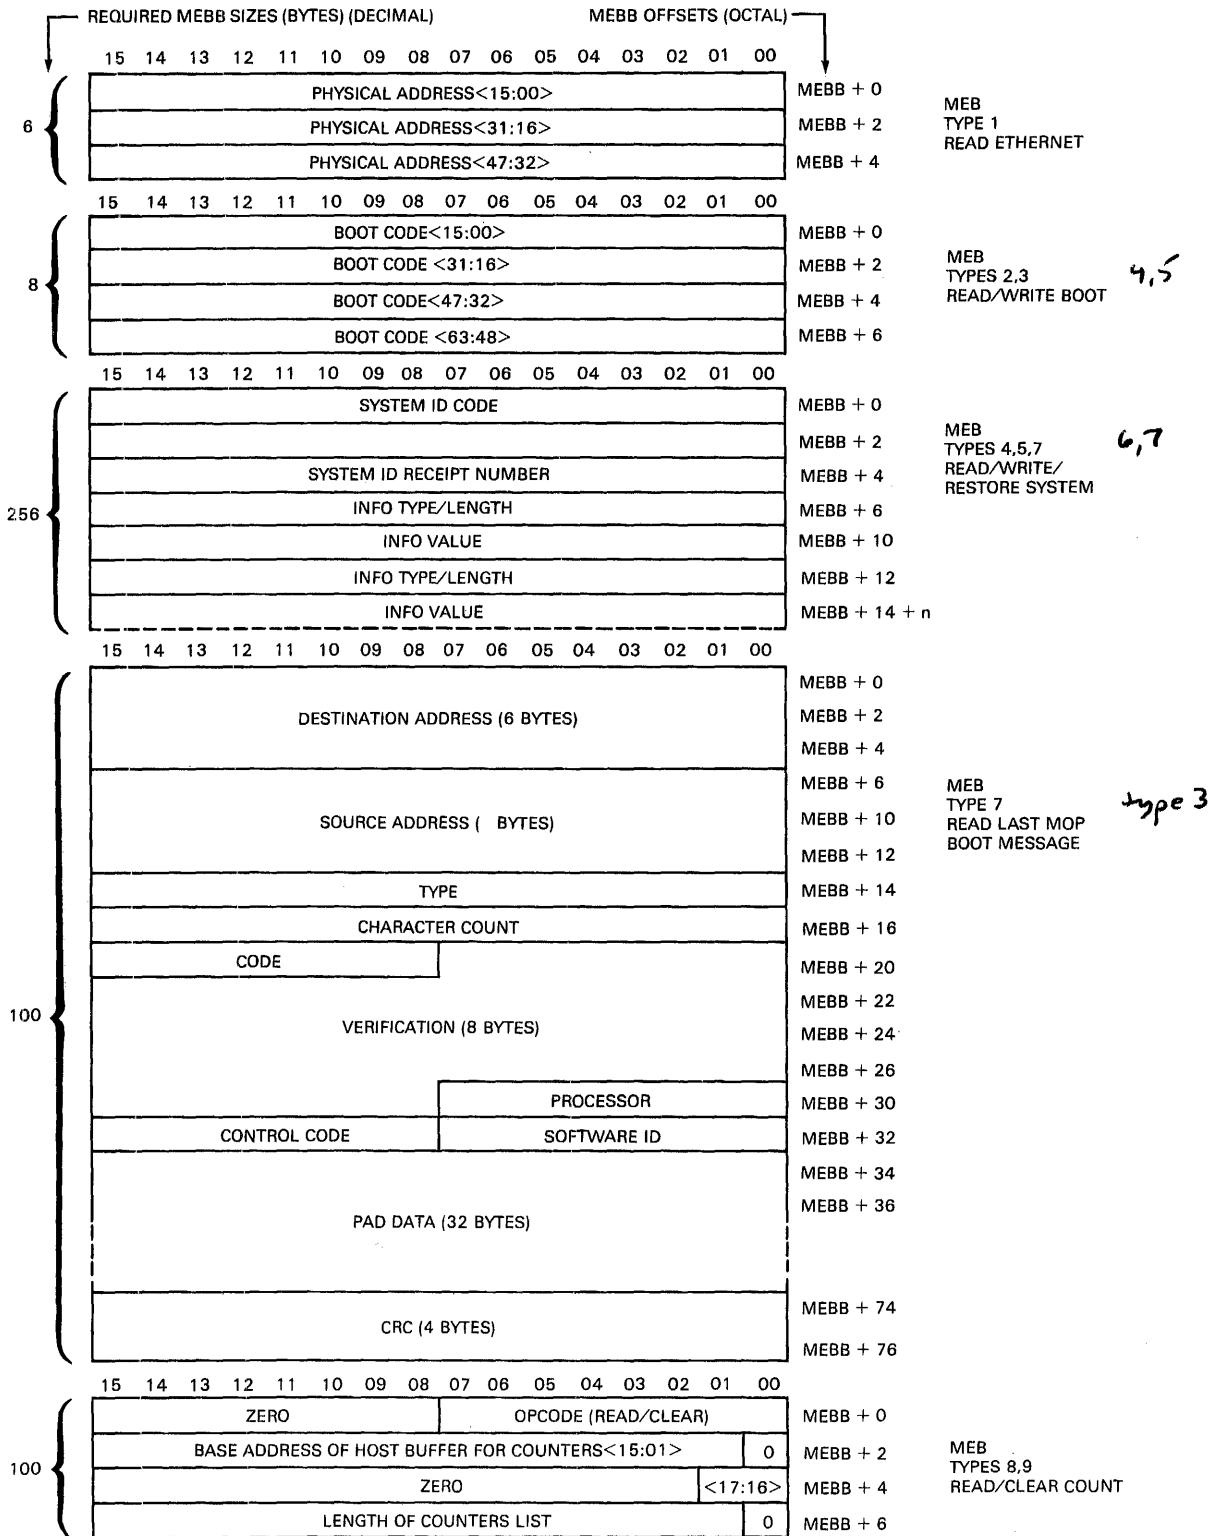 REQUIRED MEBB SIZES (BYTES) (DECIMAL) MEBB OFFSETS (OCTAL)
15 14 13 12 11 10 09 08 07 06 05 04 03 02 01 00
PHYSICAL ADDRESS<15:00> MEBB + 0
6 PHYSICAL ADDRESS<31:16> MEBB + 2
PHYSICAL ADDRESS<47:32> MEBB + 4
MEB
TYPE 1
READ ETHERNET
15 14 13 12 11 10 09 08 07 06 05 04 03 02 01 00
BOOT CODE<15:00> MEBB + 0
BOOT CODE <31:16> MEBB + 2
8
BOOT CODE<47:32> MEBB + 4
BOOT CODE <63:48> MEBB + 6
MEB
TYPES 2,3 4,5
READ/WRITE BOOT
15 14 13 12 11 10 09 08 07 06 05 04 03 02 01 00
SYSTEM ID CODE MEBB + 0
MEBB + 2
SYSTEM ID RECEIPT NUMBER MEBB + 4
256 INFO TYPE/LENGTH MEBB + 6
INFO VALUE MEBB + 10
INFO TYPE/LENGTH MEBB + 12
INFO VALUE MEBB + 14 + n
MEB
TYPES 4,5,7 6,7
READ/WRITE/
RESTORE SYSTEM
15 14 13 12 11 10 09 08 07 06 05 04 03 02 01 00
MEBB + 0
DESTINATION ADDRESS (6 BYTES) MEBB + 2
MEBB + 4
MEBB + 6
SOURCE ADDRESS ( BYTES) MEBB + 10
MEBB + 12
MEB
TYPE 7 type 3
READ LAST MOP
BOOT MESSAGE
TYPE MEBB + 14
CHARACTER COUNT MEBB + 16
CODE MEBB + 20
MEBB + 22
100 VERIFICATION (8 BYTES) MEBB + 24
MEBB + 26
PROCESSOR MEBB + 30
CONTROL CODE SOFTWARE ID MEBB + 32
MEBB + 34
MEBB + 36
PAD DATA (32 BYTES)
MEBB + 74
CRC (4 BYTES)
MEBB + 76
15 14 13 12 11 10 09 08 07 06 05 04 03 02 01 00
ZERO OPCODE (READ/CLEAR) MEBB + 0
BASE ADDRESS OF HOST BUFFER FOR COUNTERS<15:01> 0 MEBB + 2
100
ZERO <17:16> MEBB + 4
LENGTH OF COUNTERS LIST 0 MEBB + 6
MEB
TYPES 8,9
READ/CLEAR COUNT